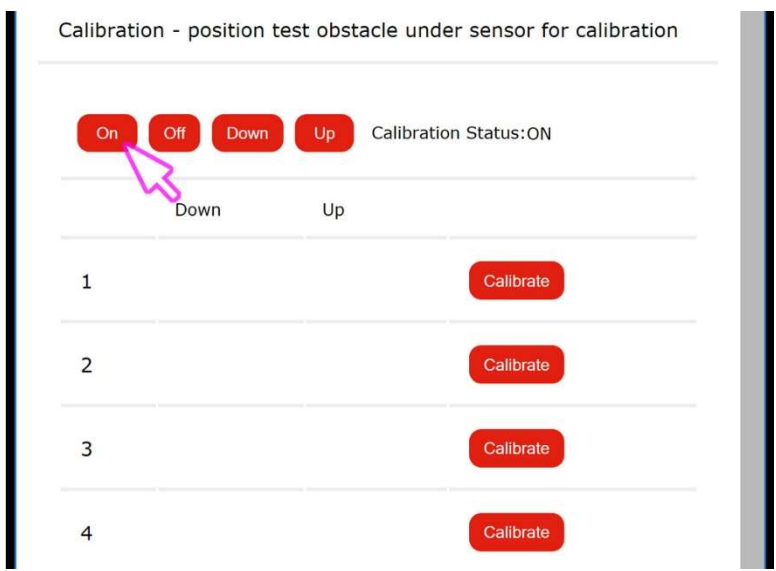 Calibration - position test obstacle under sensor for calibration
On Off Down Up Calibration Status:ON
Down Up
1 Calibrate
2 Calibrate
3 Calibrate
4 Calibrate